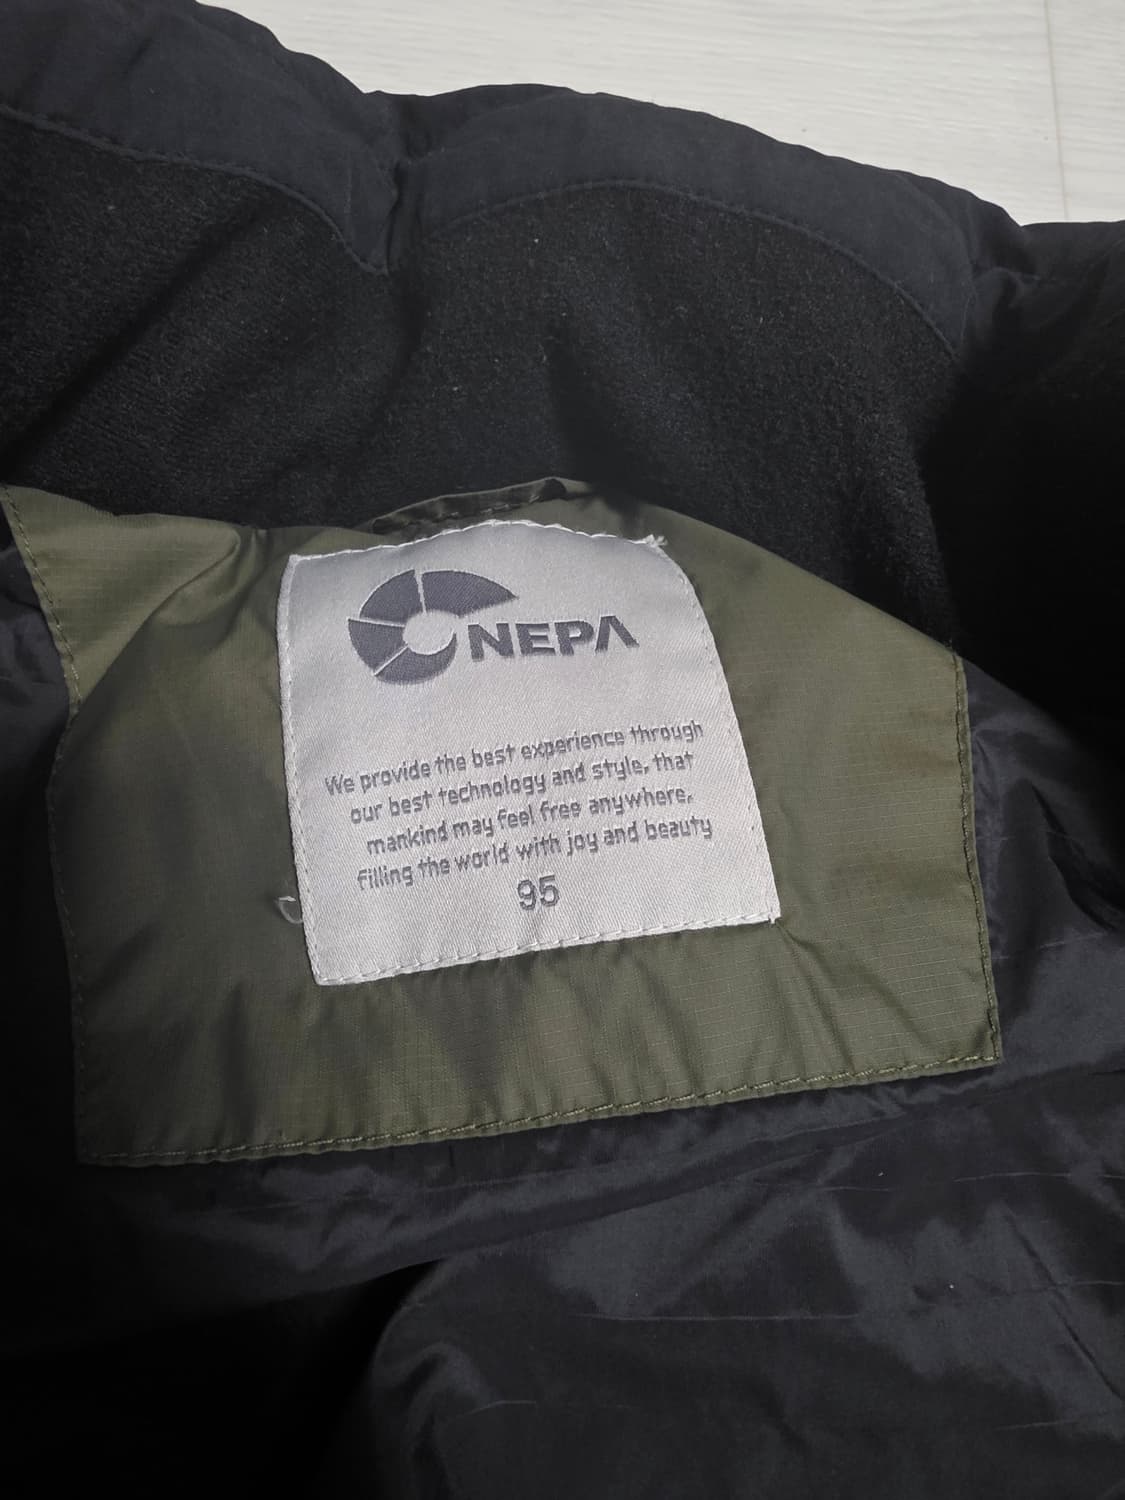 NEPA
We provide the best experience through
our best technology and style, that
mankind may feel free anywhere,
filling the world with joy and beauty
95